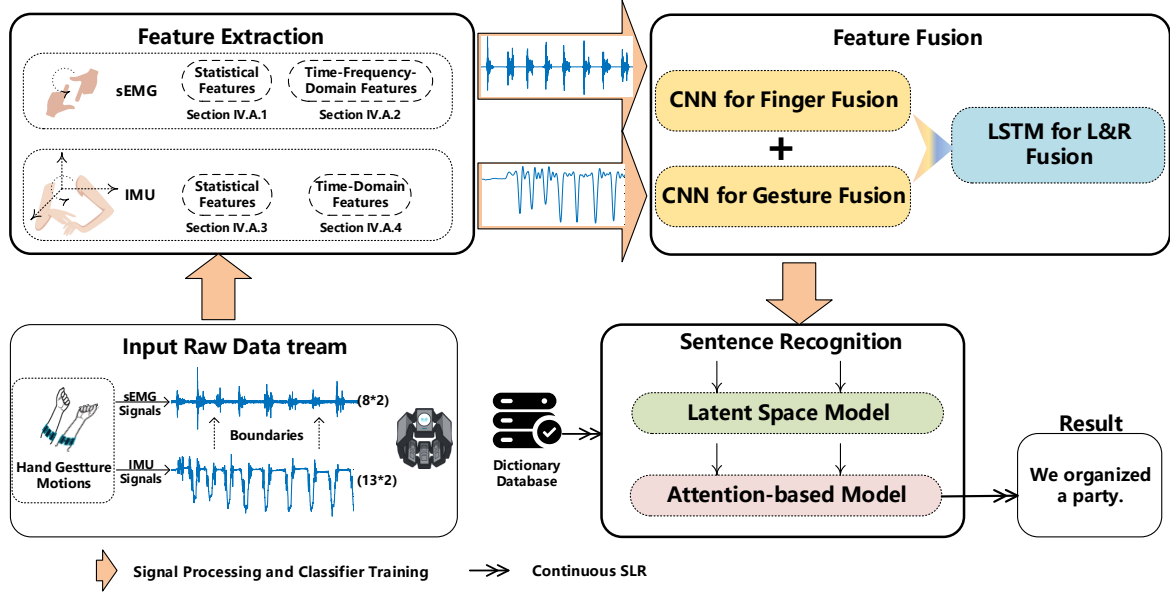 Feature Extraction
sEMG
Statistical
Features
Section IV.A.1
Time-Frequency-
Domain Features
Section IV.A.2
IMU
Statistical
Features
Section IV.A.3
Time-Domain
Features
Section IV.A.4
Feature Fusion
CNN for Finger Fusion
+
CNN for Gesture Fusion
LSTM for L&R
Fusion
Input Raw Data tream
Hand Gestture
Motions
sEMG
Signals
(8*2)
Boundaries
IMU
Signals
(13*2)
Dictionary
Database
Sentence Recognition
Latent Space Model
Attention-based Model
Result
We organized
a party.
Signal Processing and Classifier Training
Continuous SLR